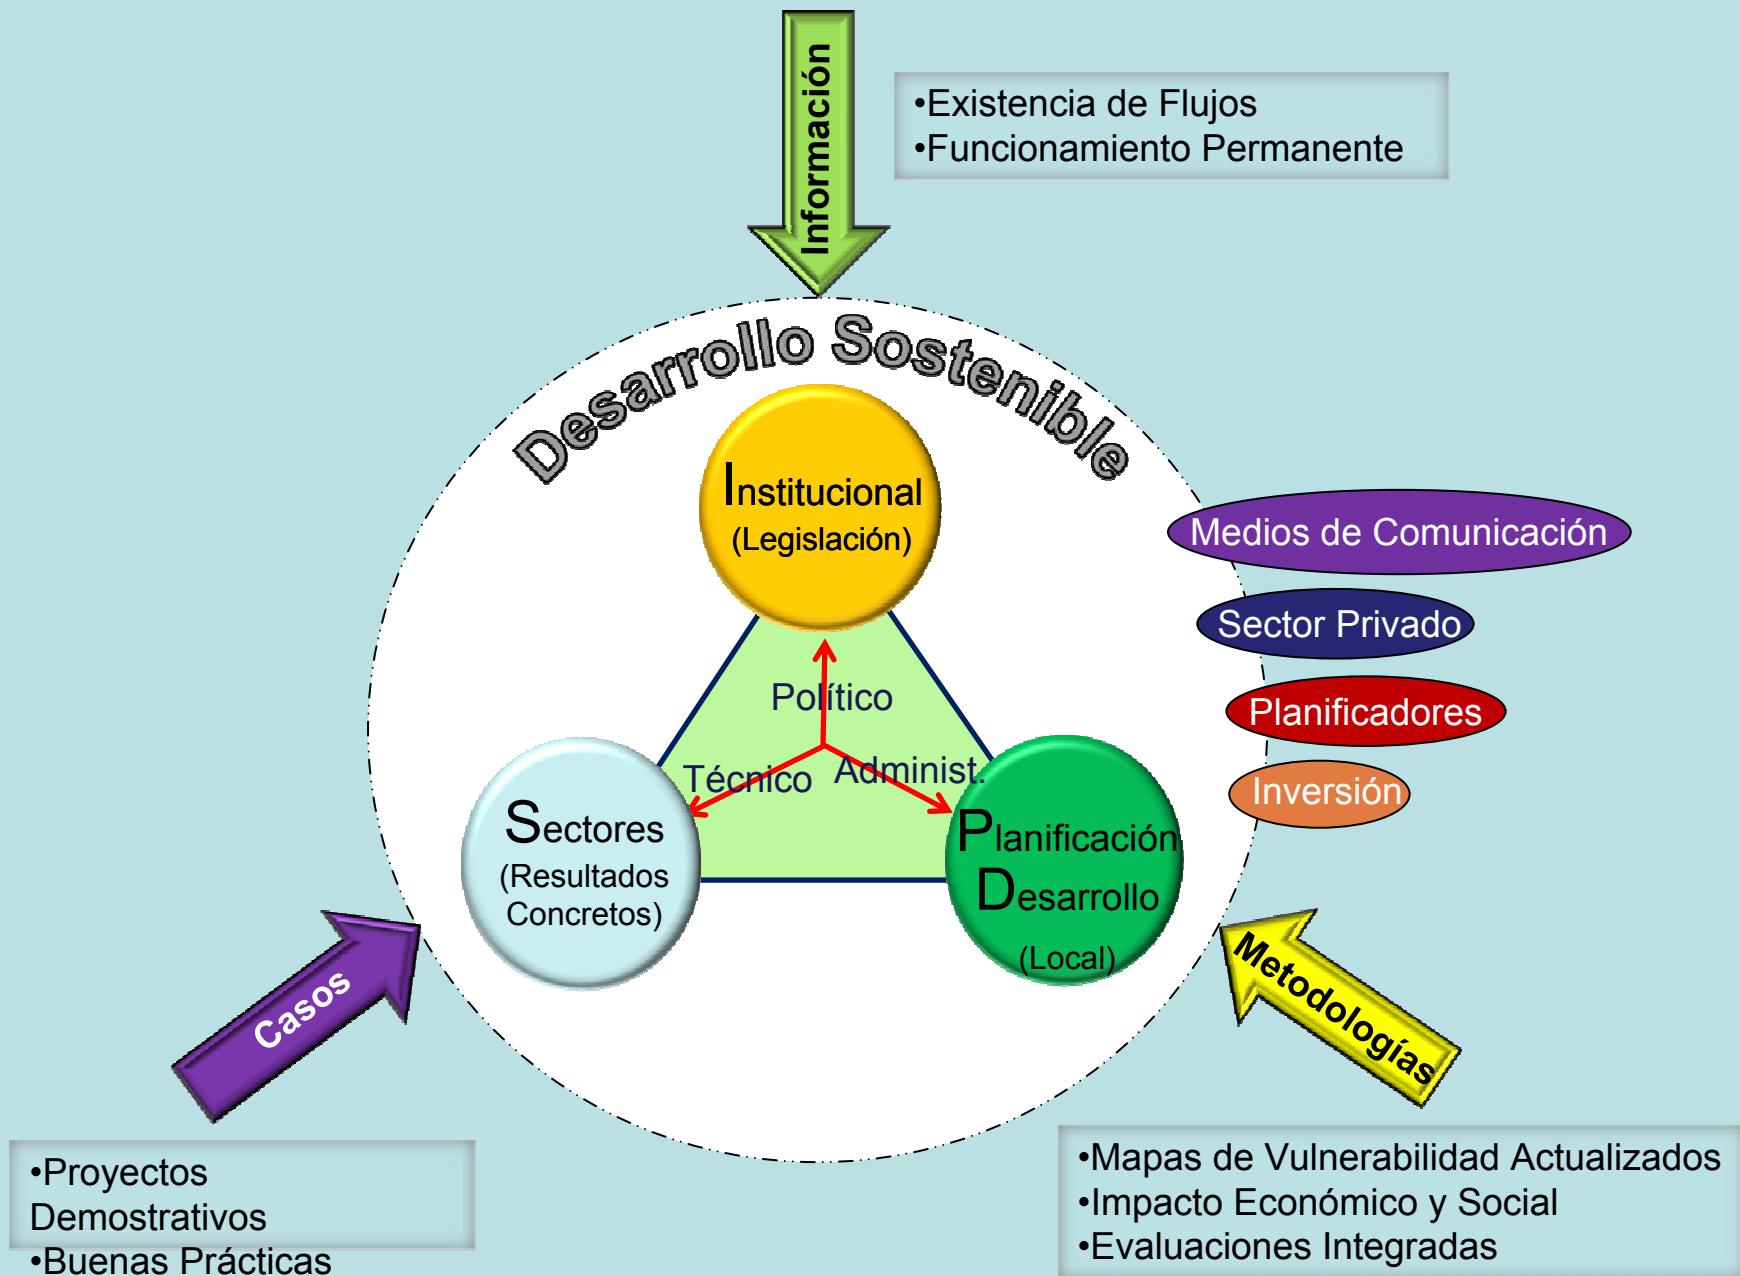 Información
•Existencia de Flujos
•Funcionamiento Permanente
Desarrollo Sostenible
Institucional
(Legislación)
Medios de Comunicación
Sector Privado
Planificadores
Inversión
Político
Técnico
Administ.
Sectores
(Resultados
Concretos)
Planificación
Desarrollo
(Local)
Casos
Metodologías
•Proyectos
Demostrativos
•Buenas Prácticas
•Mapas de Vulnerabilidad Actualizados
•Impacto Económico y Social
•Evaluaciones Integradas